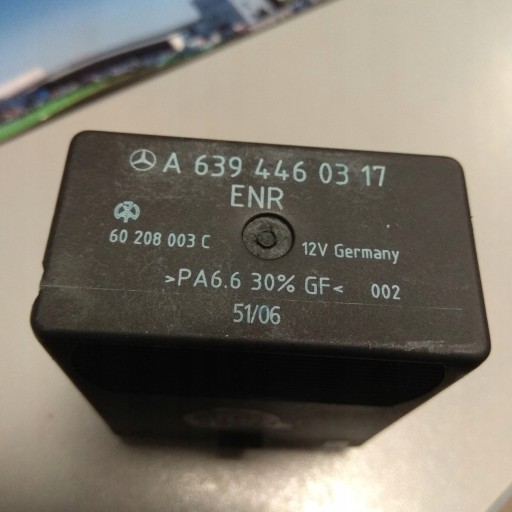 A 639 446 03 17
ENR
60 208 003 C
12V Germany
>PA6.6 30% GF< 002
51/06